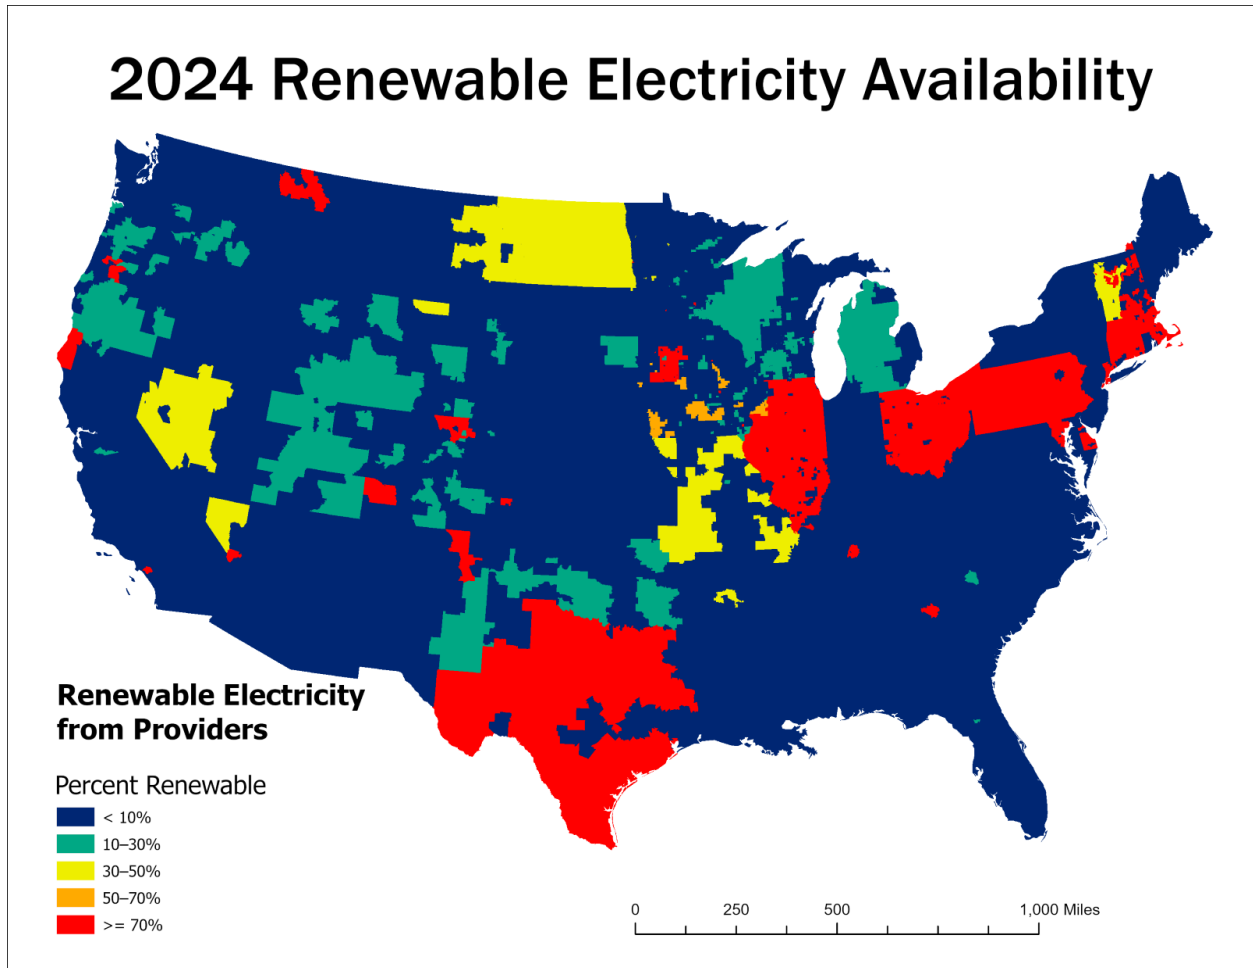 2024 Renewable Electricity Availability
Renewable Electricity
from Providers
Percent Renewable
< 10%
10–30%
30–50%
50–70%
>= 70%
0 250 500 1,000 Miles